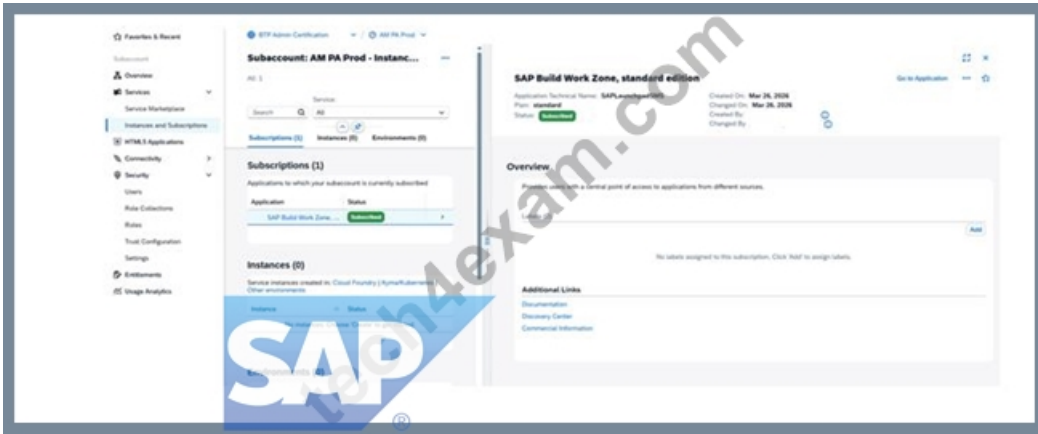 Favorites & Recent
Subaccount
Overview
Services
Service Marketplace
Instances and Subscriptions
HTML5 Applications
Connectivity
Security
Users
Role Collections
Roles
Trust Configuration
Settings
Entitlements
Usage Analytics
BTP Admin Certification / AM PA Prod
Subaccount: AM PA Prod - Instanc...
All: 1
Service:
Search All
Subscriptions (1) Instances (0) Environments (0)
Subscriptions (1)
Applications to which your subaccount is currently subscribed
Application Status
SAP Build Work Zone, ... Subscribed
Instances (0)
Service instances created in: Cloud Foundry | Kyma/Kubernetes |
Other environments
Instance Status
Environments (0)
SAP Build Work Zone, standard edition
Go to Application
Application Technical Name: SAPLaunchpadSMS
Plan: standard
Status: Subscribed
Created On: Mar 26, 2026
Changed On: Mar 26, 2026
Created By:
Changed By:
Overview
Provides users with a central point of access to applications from different sources.
Add
No labels assigned to this subscription. Click 'Add' to assign labels.
Additional Links
Documentation
Discovery Center
Commercial Information
SAP
®
tech4exam.com